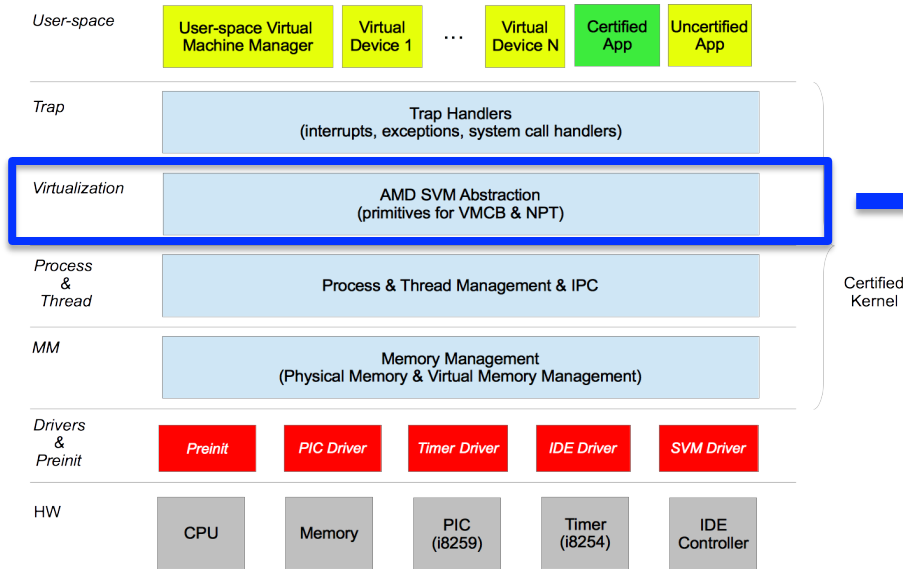 User-space
User-space Virtual
Machine Manager
Virtual
Device 1
...
Virtual
Device N
Certified
App
Uncertified
App
Trap
Trap Handlers
(interrupts, exceptions, system call handlers)
Virtualization
AMD SVM Abstraction
(primitives for VMCB & NPT)
Process
&
Thread
Process & Thread Management & IPC
Certified
Kernel
MM
Memory Management
(Physical Memory & Virtual Memory Management)
Drivers
&
Preinit
Preinit
PIC Driver
Timer Driver
IDE Driver
SVM Driver
HW
CPU
Memory
PIC
(i8259)
Timer
(i8254)
IDE
Controller